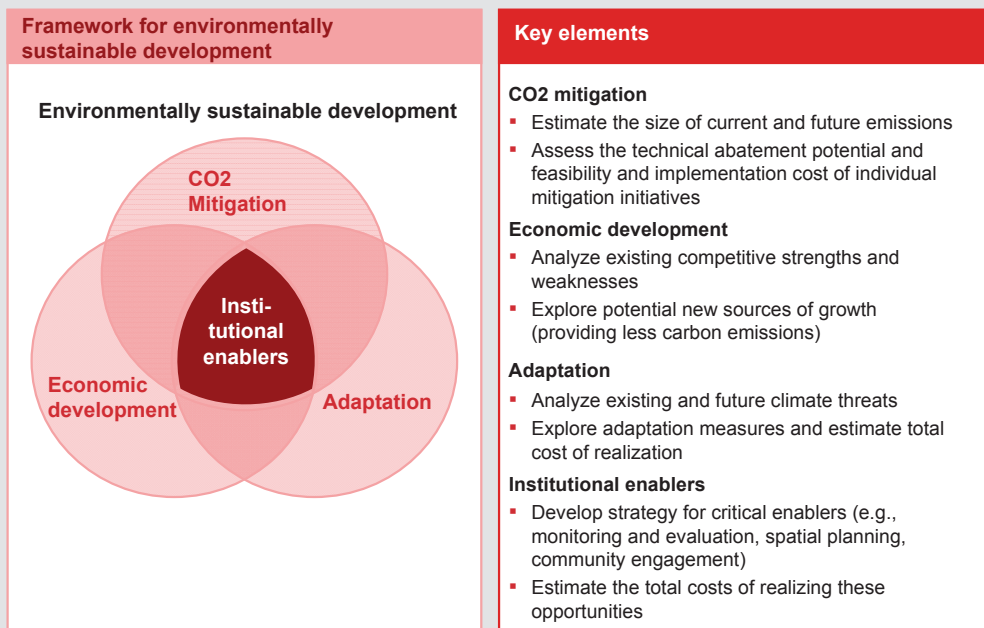 Framework for environmentally
sustainable development
Environmentally sustainable development
CO2
Mitigation
Insti-
tutional
enablers
Economic
development
Adaptation
Key elements
CO2 mitigation
▪ Estimate the size of current and future emissions
▪ Assess the technical abatement potential and
feasibility and implementation cost of individual
mitigation initiatives
Economic development
▪ Analyze existing competitive strengths and
weaknesses
▪ Explore potential new sources of growth
(providing less carbon emissions)
Adaptation
▪ Analyze existing and future climate threats
▪ Explore adaptation measures and estimate total
cost of realization
Institutional enablers
▪ Develop strategy for critical enablers (e.g.,
monitoring and evaluation, spatial planning,
community engagement)
▪ Estimate the total costs of realizing these
opportunities